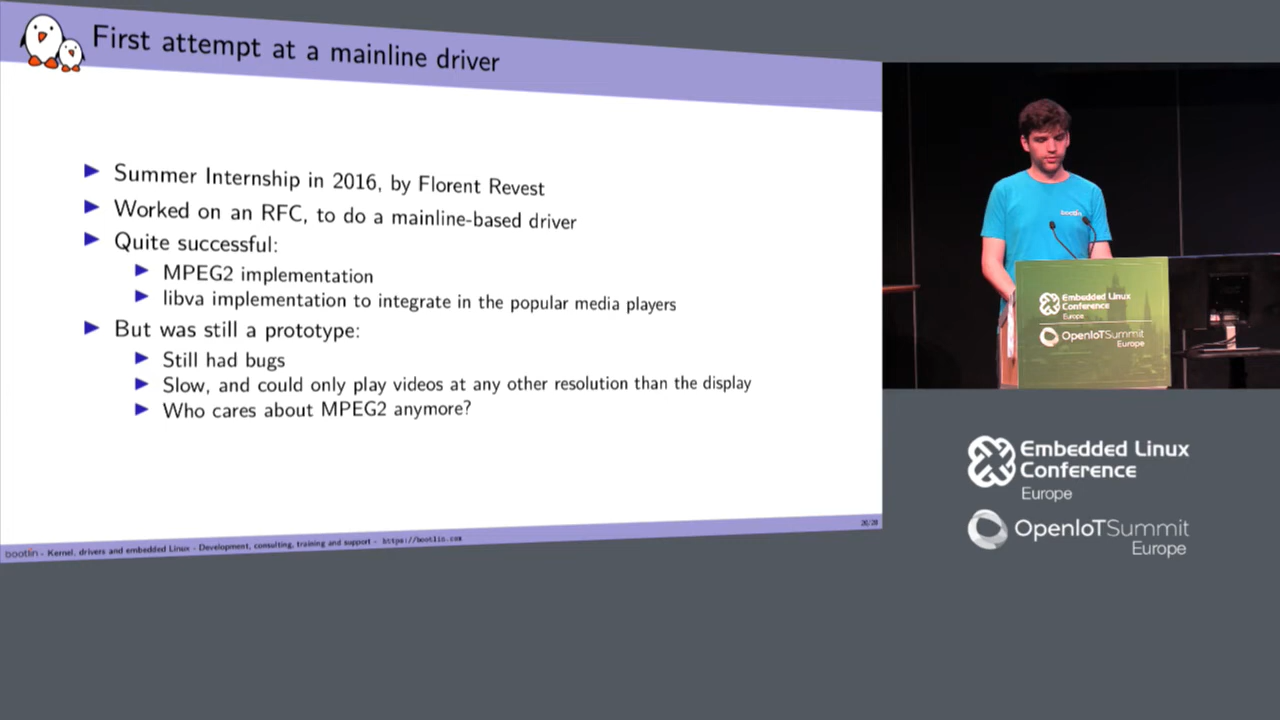 First attempt at a mainline driver
Summer Internship in 2016, by Florent Revest
Worked on an RFC, to do a mainline-based driver
Quite successful:
MPEG2 implementation
libva implementation to integrate in the popular media players
But was still a prototype:
Still had bugs
Slow, and could only play videos at any other resolution than the display
Who cares about MPEG2 anymore?
bootlin - Kernel, drivers and embedded Linux - Development, consulting, training and support - https://bootlin.com
bootlin
Embedded Linux
Conference
Europe
OpenIoTSummit
Europe
Embedded Linux
Conference
Europe
OpenIoTSummit
Europe